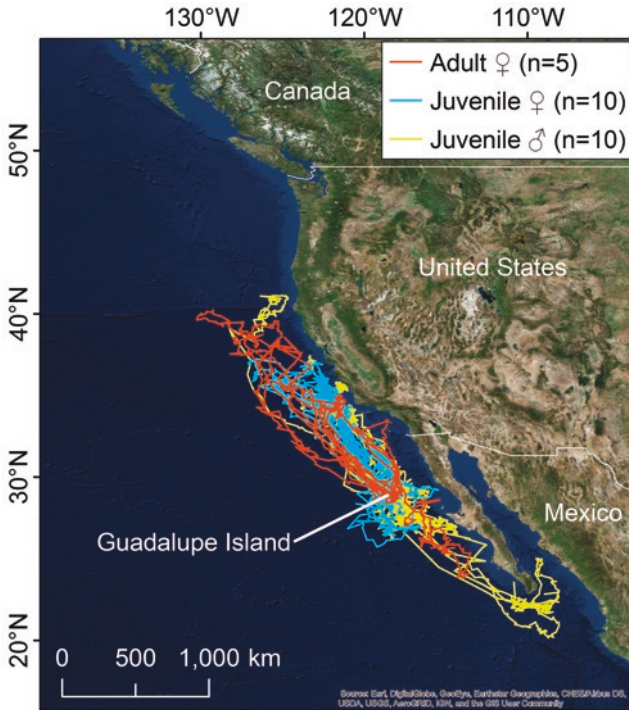 130°W 120°W 110°W
Adult ♀ (n=5)
Juvenile ♀ (n=10)
Juvenile ♂ (n=10)
Canada
50°N
United States
40°N
30°N
Mexico
Guadalupe Island
20°N
0 500 1,000 km
Source: Esri, DigitalGlobe, GeoEye, Earthstar Geographics, CNES/Airbus DS,
USDA, USGS, AeroGRID, IGN, and the GIS User Community